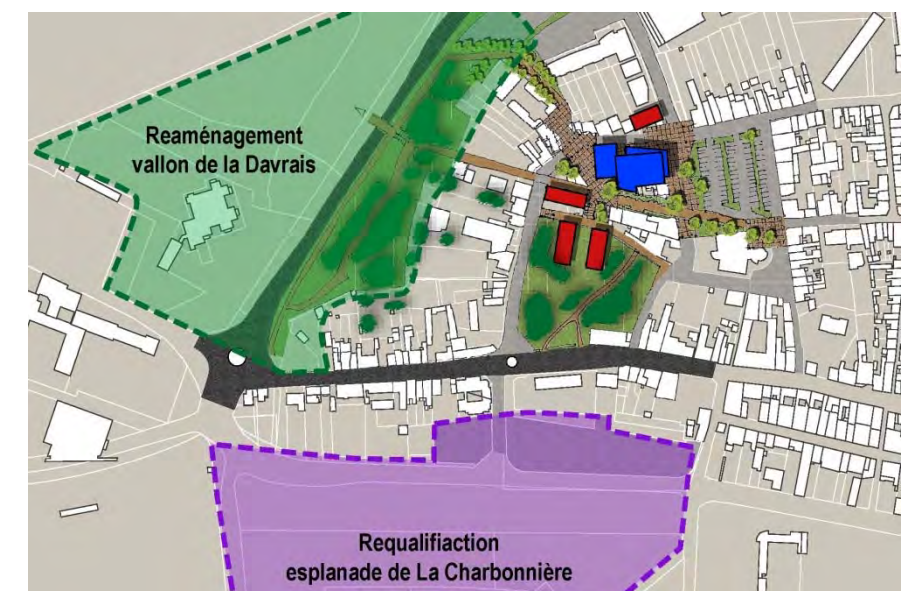 Reaménagement
vallon de la Davrais
Requalifiaction
esplanade de La Charbonnière